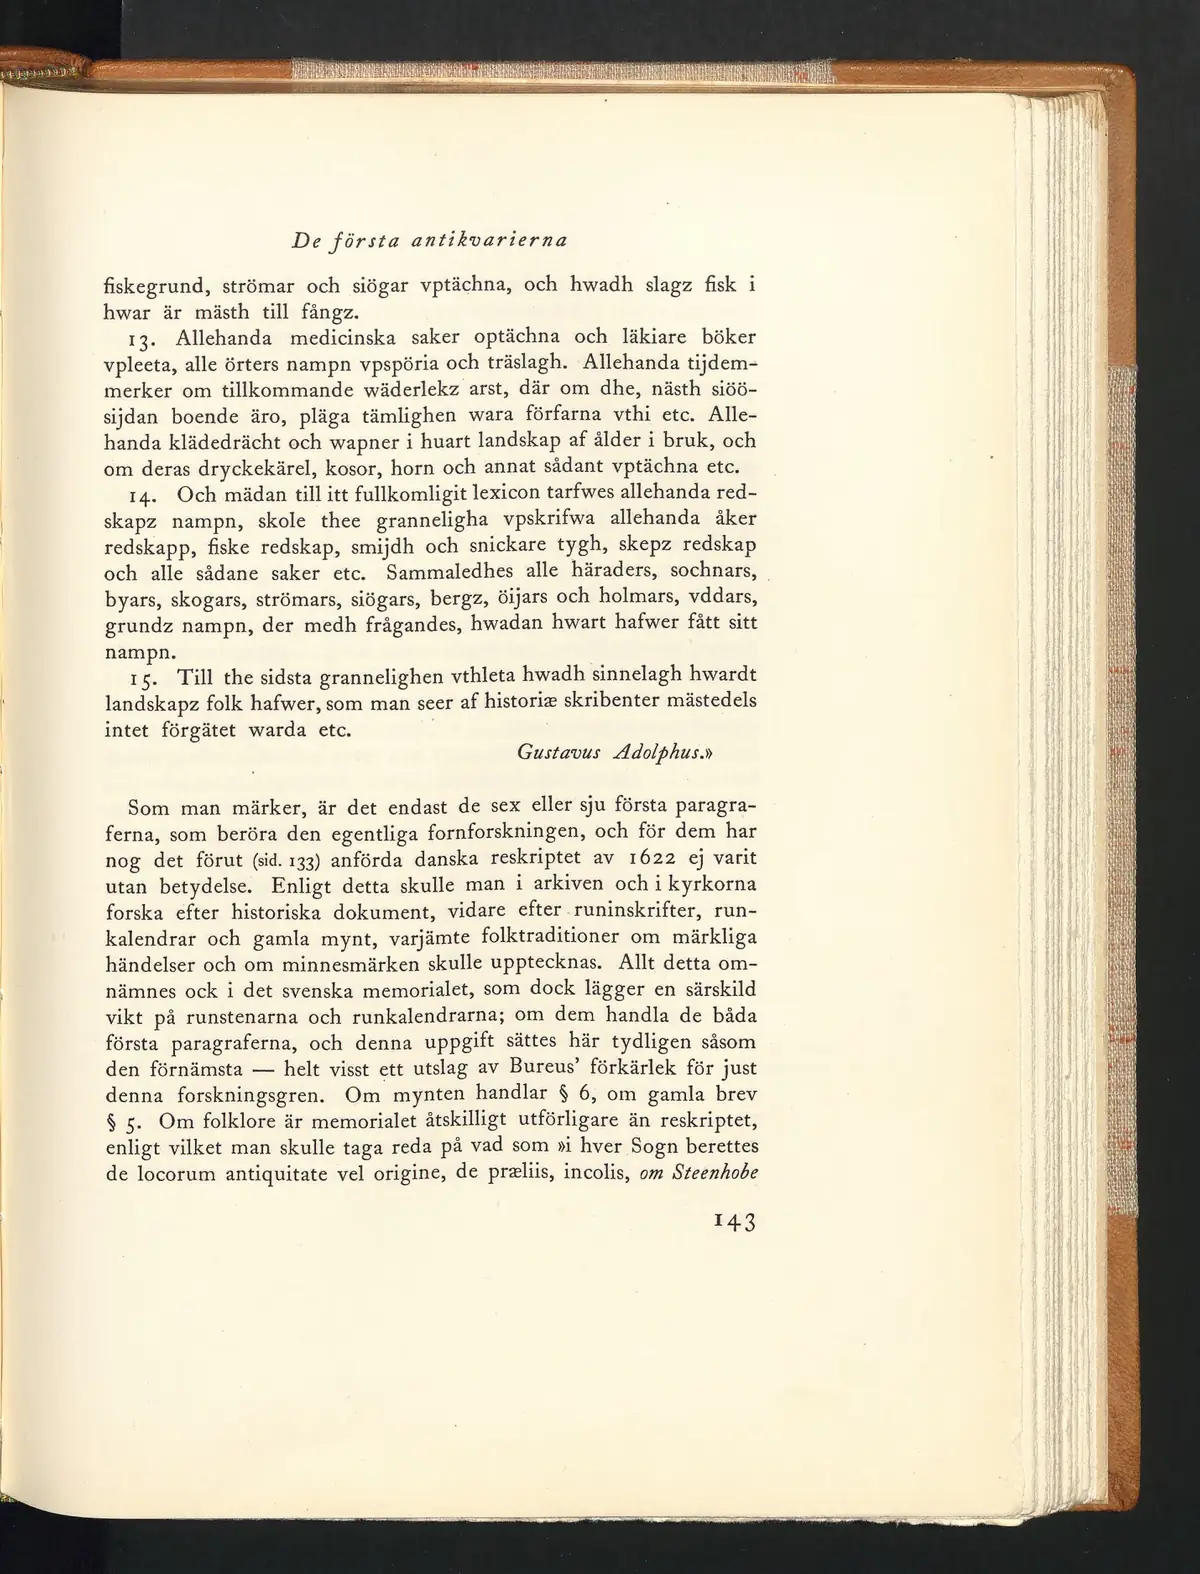 De första antikvarierna
fiskegrund, strömar och siögar vptächna, och hwadh slagz fisk i
hwar är mästh till fångz.
13. Allehanda medicinska saker optächna och läkiare böker
vpleeta, alle örters nampn vpspöria och träslagh. Allehanda tijdem-
merker om tillkommande wäderlekz arst, där om dhe, nästh siöö-
sijdan boende äro, pläga tämlighen wara förfarna vthi etc. Alle-
handa klädedrächt och wapner i huart landskap af ålder i bruk, och
om deras dryckekärel, kosor, horn och annat sådant vptächna etc.
14. Och mädan till itt fullkomligit lexicon tarfwes allehanda red-
skapz nampn, skole thee granneligha vpskrifwa allehanda åker
redskapp, fiske redskap, smijdh och snickare tygh, skepz redskap
och alle sådane saker etc. Sammaledhes alle häraders, sochnars,
byars, skogars, strömars, siögars, bergz, öijars och holmars, vddars,
grundz nampn, der medh frågandes, hwadan hwart hafwer fått sitt
nampn.
15. Till the sidsta grannelighen vthleta hwadh sinnelagh hwardt
landskapz folk hafwer, som man seer af historiæ skribenter mästedels
intet förgätet warda etc.
Gustavus Adolphus.»
Som man märker, är det endast de sex eller sju första paragra-
ferna, som beröra den egentliga fornforskningen, och för dem har
nog det förut (sid. 133) anförda danska reskriptet av 1622 ej varit
utan betydelse. Enligt detta skulle man i arkiven och i kyrkorna
forska efter historiska dokument, vidare efter runinskrifter, run-
kalendrar och gamla mynt, varjämte folktraditioner om märkliga
händelser och om minnesmärken skulle upptecknas. Allt detta om-
nämnes ock i det svenska memorialet, som dock lägger en särskild
vikt på runstenarna och runkalendrarna; om dem handla de båda
första paragraferna, och denna uppgift sättes här tydligen såsom
den förnämsta — helt visst ett utslag av Bureus’ förkärlek för just
denna forskningsgren. Om mynten handlar § 6, om gamla brev
§ 5. Om folklore är memorialet åtskilligt utförligare än reskriptet,
enligt vilket man skulle taga reda på vad som »i hver Sogn berettes
de locorum antiquitate vel origine, de præliis, incolis, om Steenhobe
143